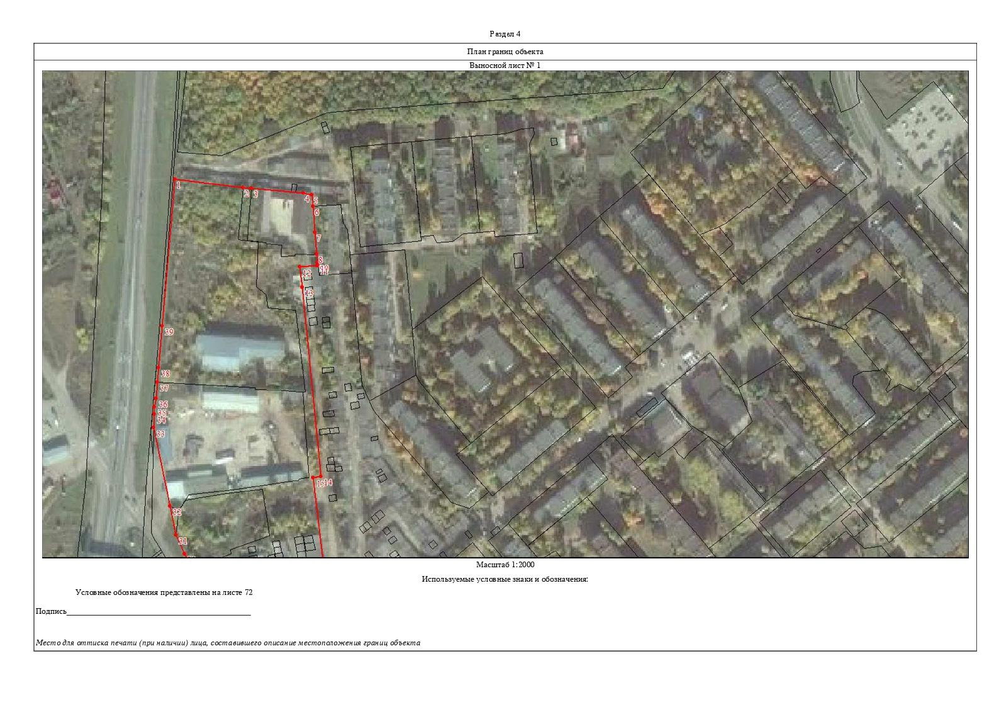 Раздел 4
План границ объекта
Выносной лист № 1
1
2
3
4
5
6
7
8
10
11
12
13
39
38
37
36
35
34
33
15
14
32
31
Масштаб 1:2000
Используемые условные знаки и обозначения:
Условные обозначения представлены на листе 72
Подпись
Место для оттиска печати (при наличии) лица, составившего описание местоположения границ объекта